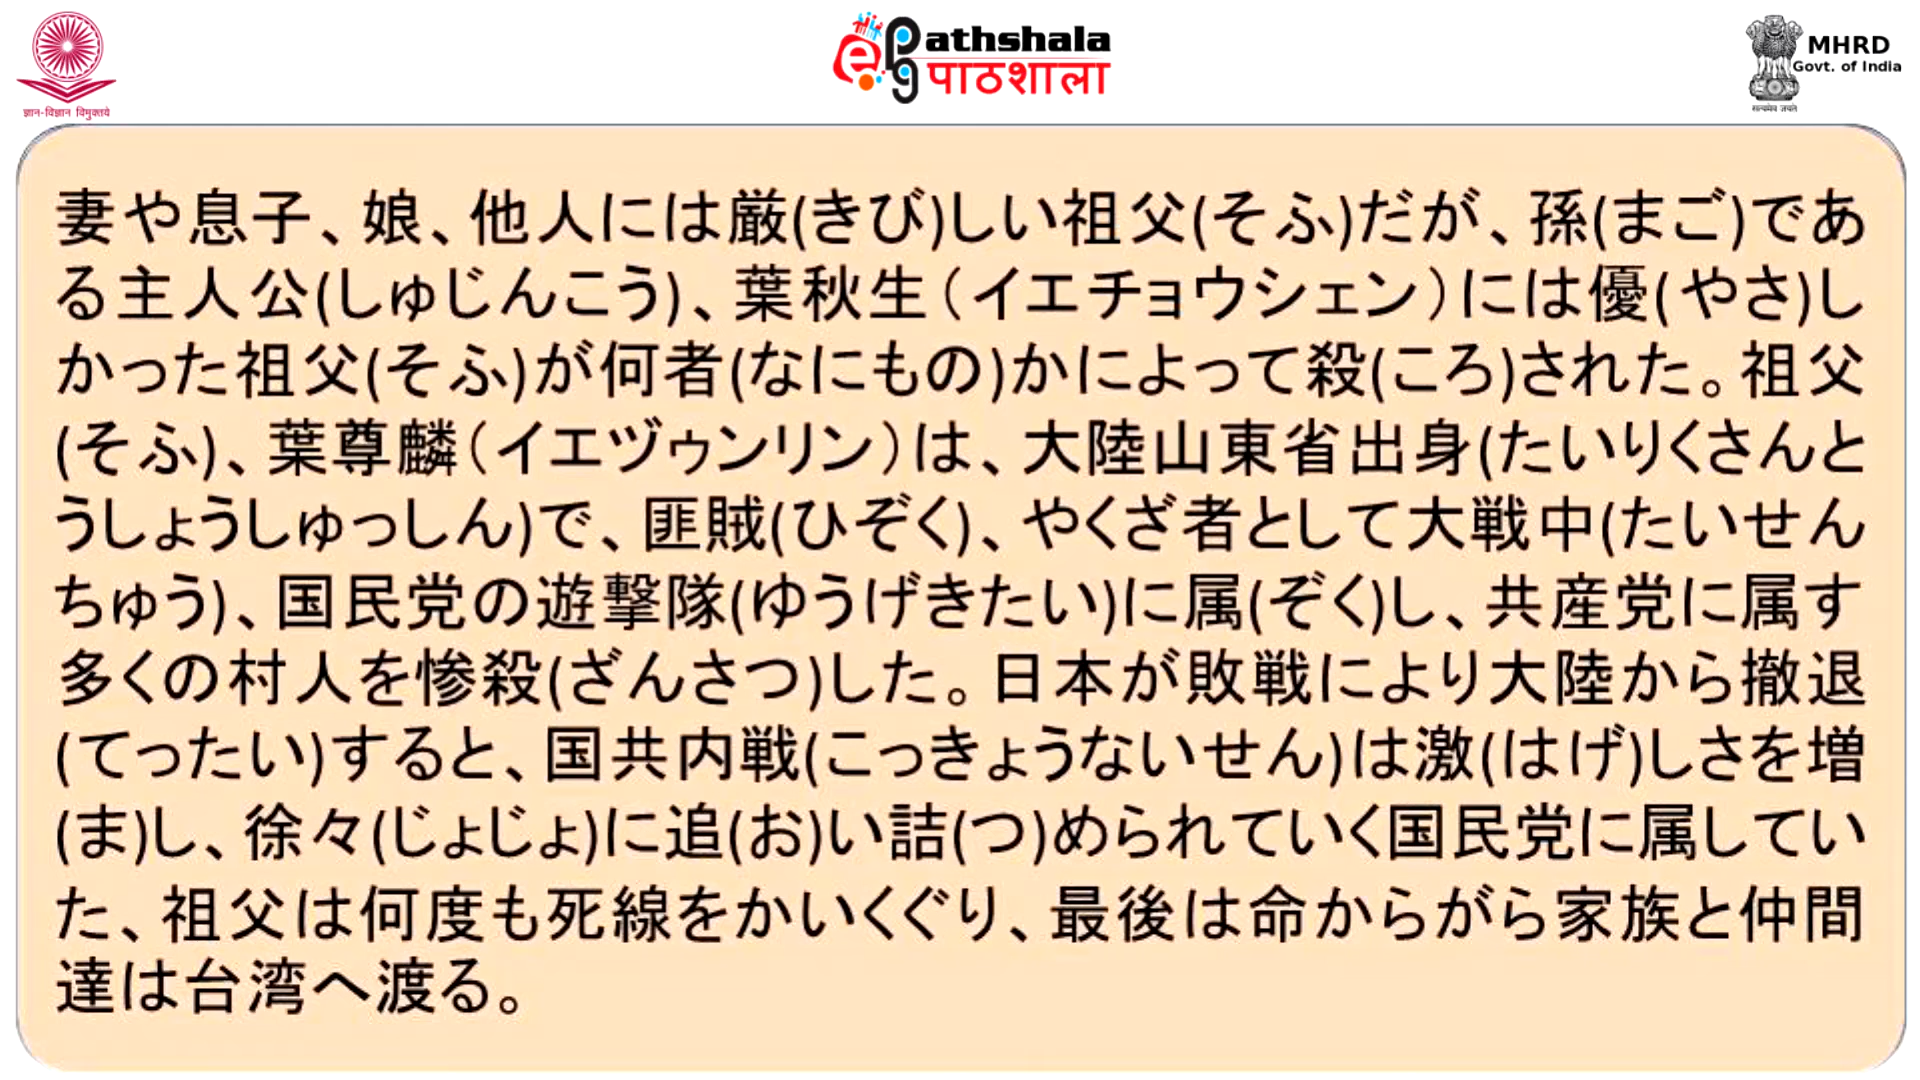 ज्ञान-विज्ञान विमुक्तये
ePG Pathshala
पाठशाला
MHRD
Govt. of India
सत्यमेव जयते
妻や息子、娘、他人には厳(きび)しい祖父(そふ)だが、孫(まご)であ
る主人公(しゅじんこう)、葉秋生（イエチョウシェン）には優(やさ)し
かった祖父(そふ)が何者(なにもの)かによって殺(ころ)された。祖父
(そふ)、葉尊麟（イエヅゥンリン）は、大陸山東省出身(たいりくさんと
うしょうしゅっしん)で、匪賊(ひぞく)、やくざ者として大戦中(たいせん
ちゅう)、国民党の遊撃隊(ゆうげきたい)に属(ぞく)し、共産党に属す
多くの村人を惨殺(ざんさつ)した。日本が敗戦により大陸から撤退
(てったい)すると、国共内戦(こっきょうないせん)は激(はげ)しさを増
(ま)し、徐々(じょじょ)に追(お)い詰(つ)められていく国民党に属してい
た、祖父は何度も死線をかいくぐり、最後は命からがら家族と仲間
達は台湾へ渡る。